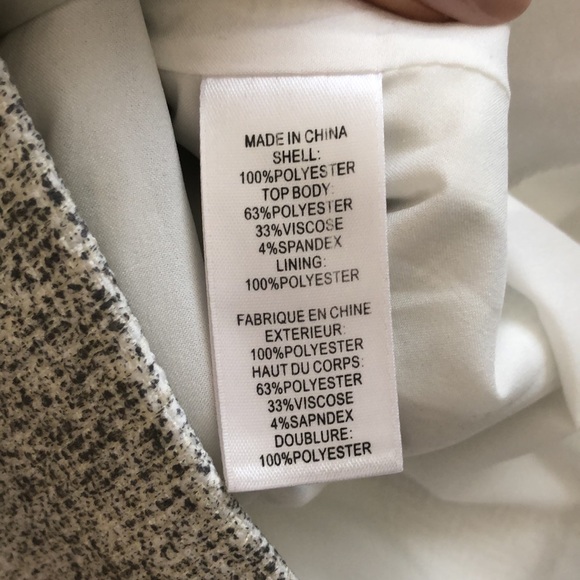 MADE IN CHINA
SHELL:
100%POLYESTER
TOP BODY:
63%POLYESTER
33%VISCOSE
4%SPANDEX
LINING:
100%POLYESTER
FABRIQUE EN CHINE
EXTERIEUR:
100%POLYESTER
HAUT DU CORPS:
63%POLYESTER
33%VISCOSE
4%SAPNDEX
DOUBLURE:
100%POLYESTER